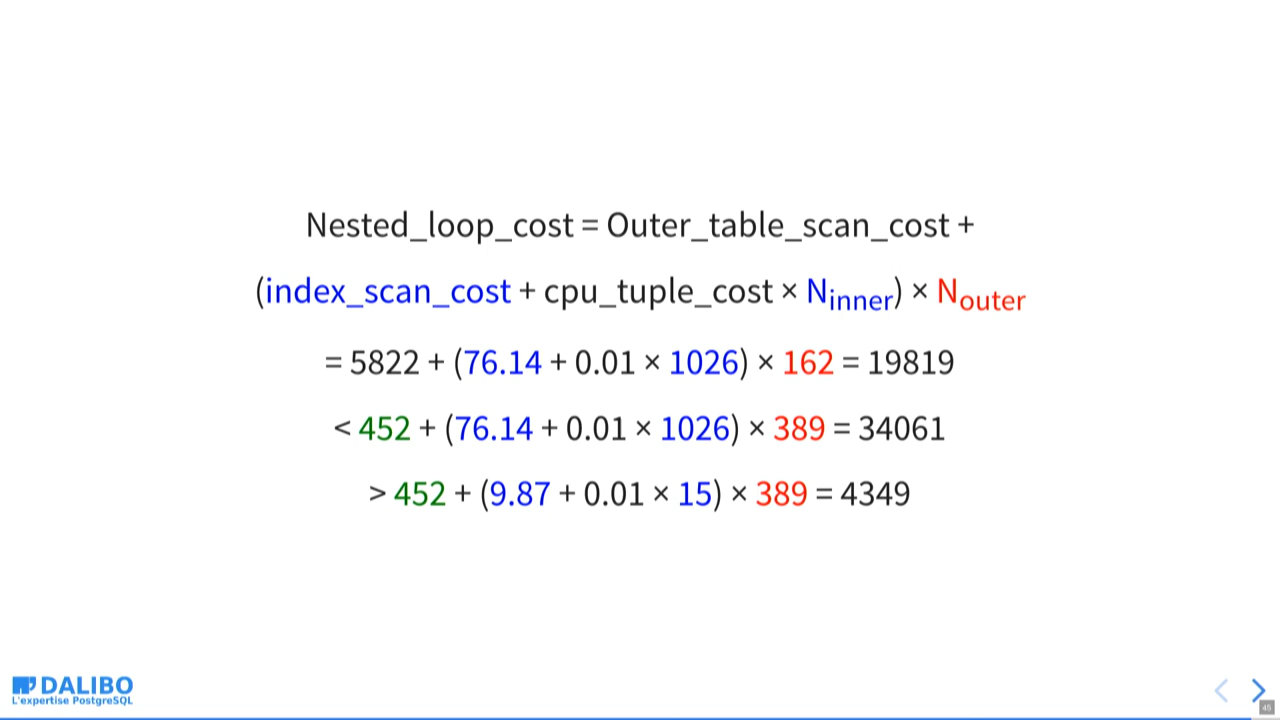 Nested_loop_cost = Outer_table_scan_cost +
(index_scan_cost + cpu_tuple_cost × Ninner) × Nouter
= 5822 + (76.14 + 0.01 × 1026) × 162 = 19819
< 452 + (76.14 + 0.01 × 1026) × 389 = 34061
> 452 + (9.87 + 0.01 × 15) × 389 = 4349
DALIBO
L'expertise PostgreSQL
45